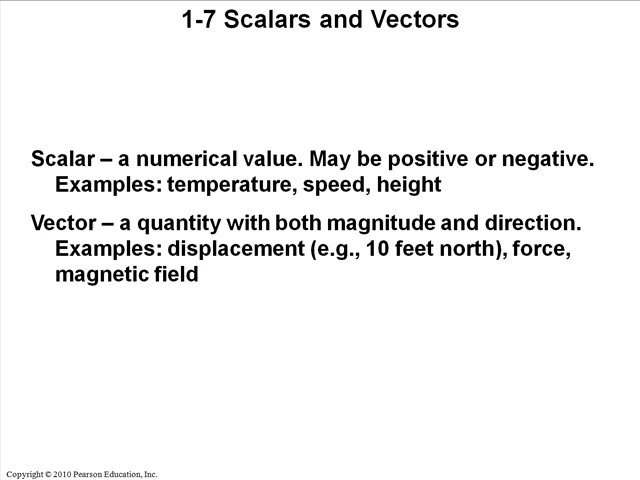 1-7 Scalars and Vectors
Scalar – a numerical value. May be positive or negative.
Examples: temperature, speed, height
Vector – a quantity with both magnitude and direction.
Examples: displacement (e.g., 10 feet north), force,
magnetic field
Copyright © 2010 Pearson Education, Inc.